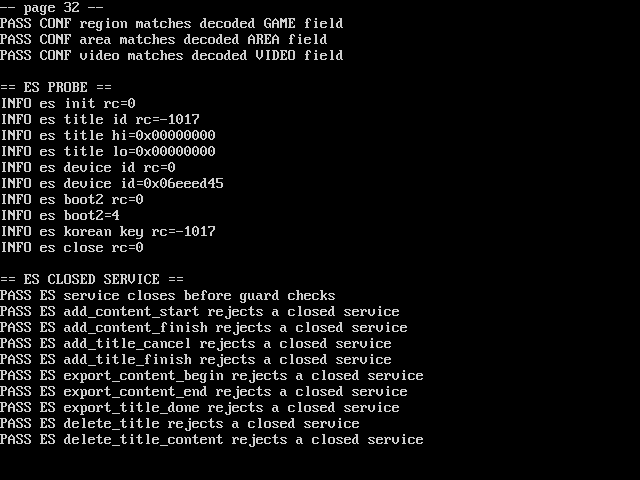 -- page 32 --
PASS CONF region matches decoded GAME field
PASS CONF area matches decoded AREA field
PASS CONF video matches decoded VIDEO field
== ES PROBE ==
INFO es init rc=0
INFO es title id rc=-1017
INFO es title hi=0x00000000
INFO es title lo=0x00000000
INFO es device id rc=0
INFO es device id=0x06eeed45
INFO es boot2 rc=0
INFO es boot2=4
INFO es korean key rc=-1017
INFO es close rc=0
== ES CLOSED SERVICE ==
PASS ES service closes before guard checks
PASS ES add_content_start rejects a closed service
PASS ES add_content_finish rejects a closed service
PASS ES add_title_cancel rejects a closed service
PASS ES add_title_finish rejects a closed service
PASS ES export_content_begin rejects a closed service
PASS ES export_content_end rejects a closed service
PASS ES export_title_done rejects a closed service
PASS ES delete_title rejects a closed service
PASS ES delete_title_content rejects a closed service